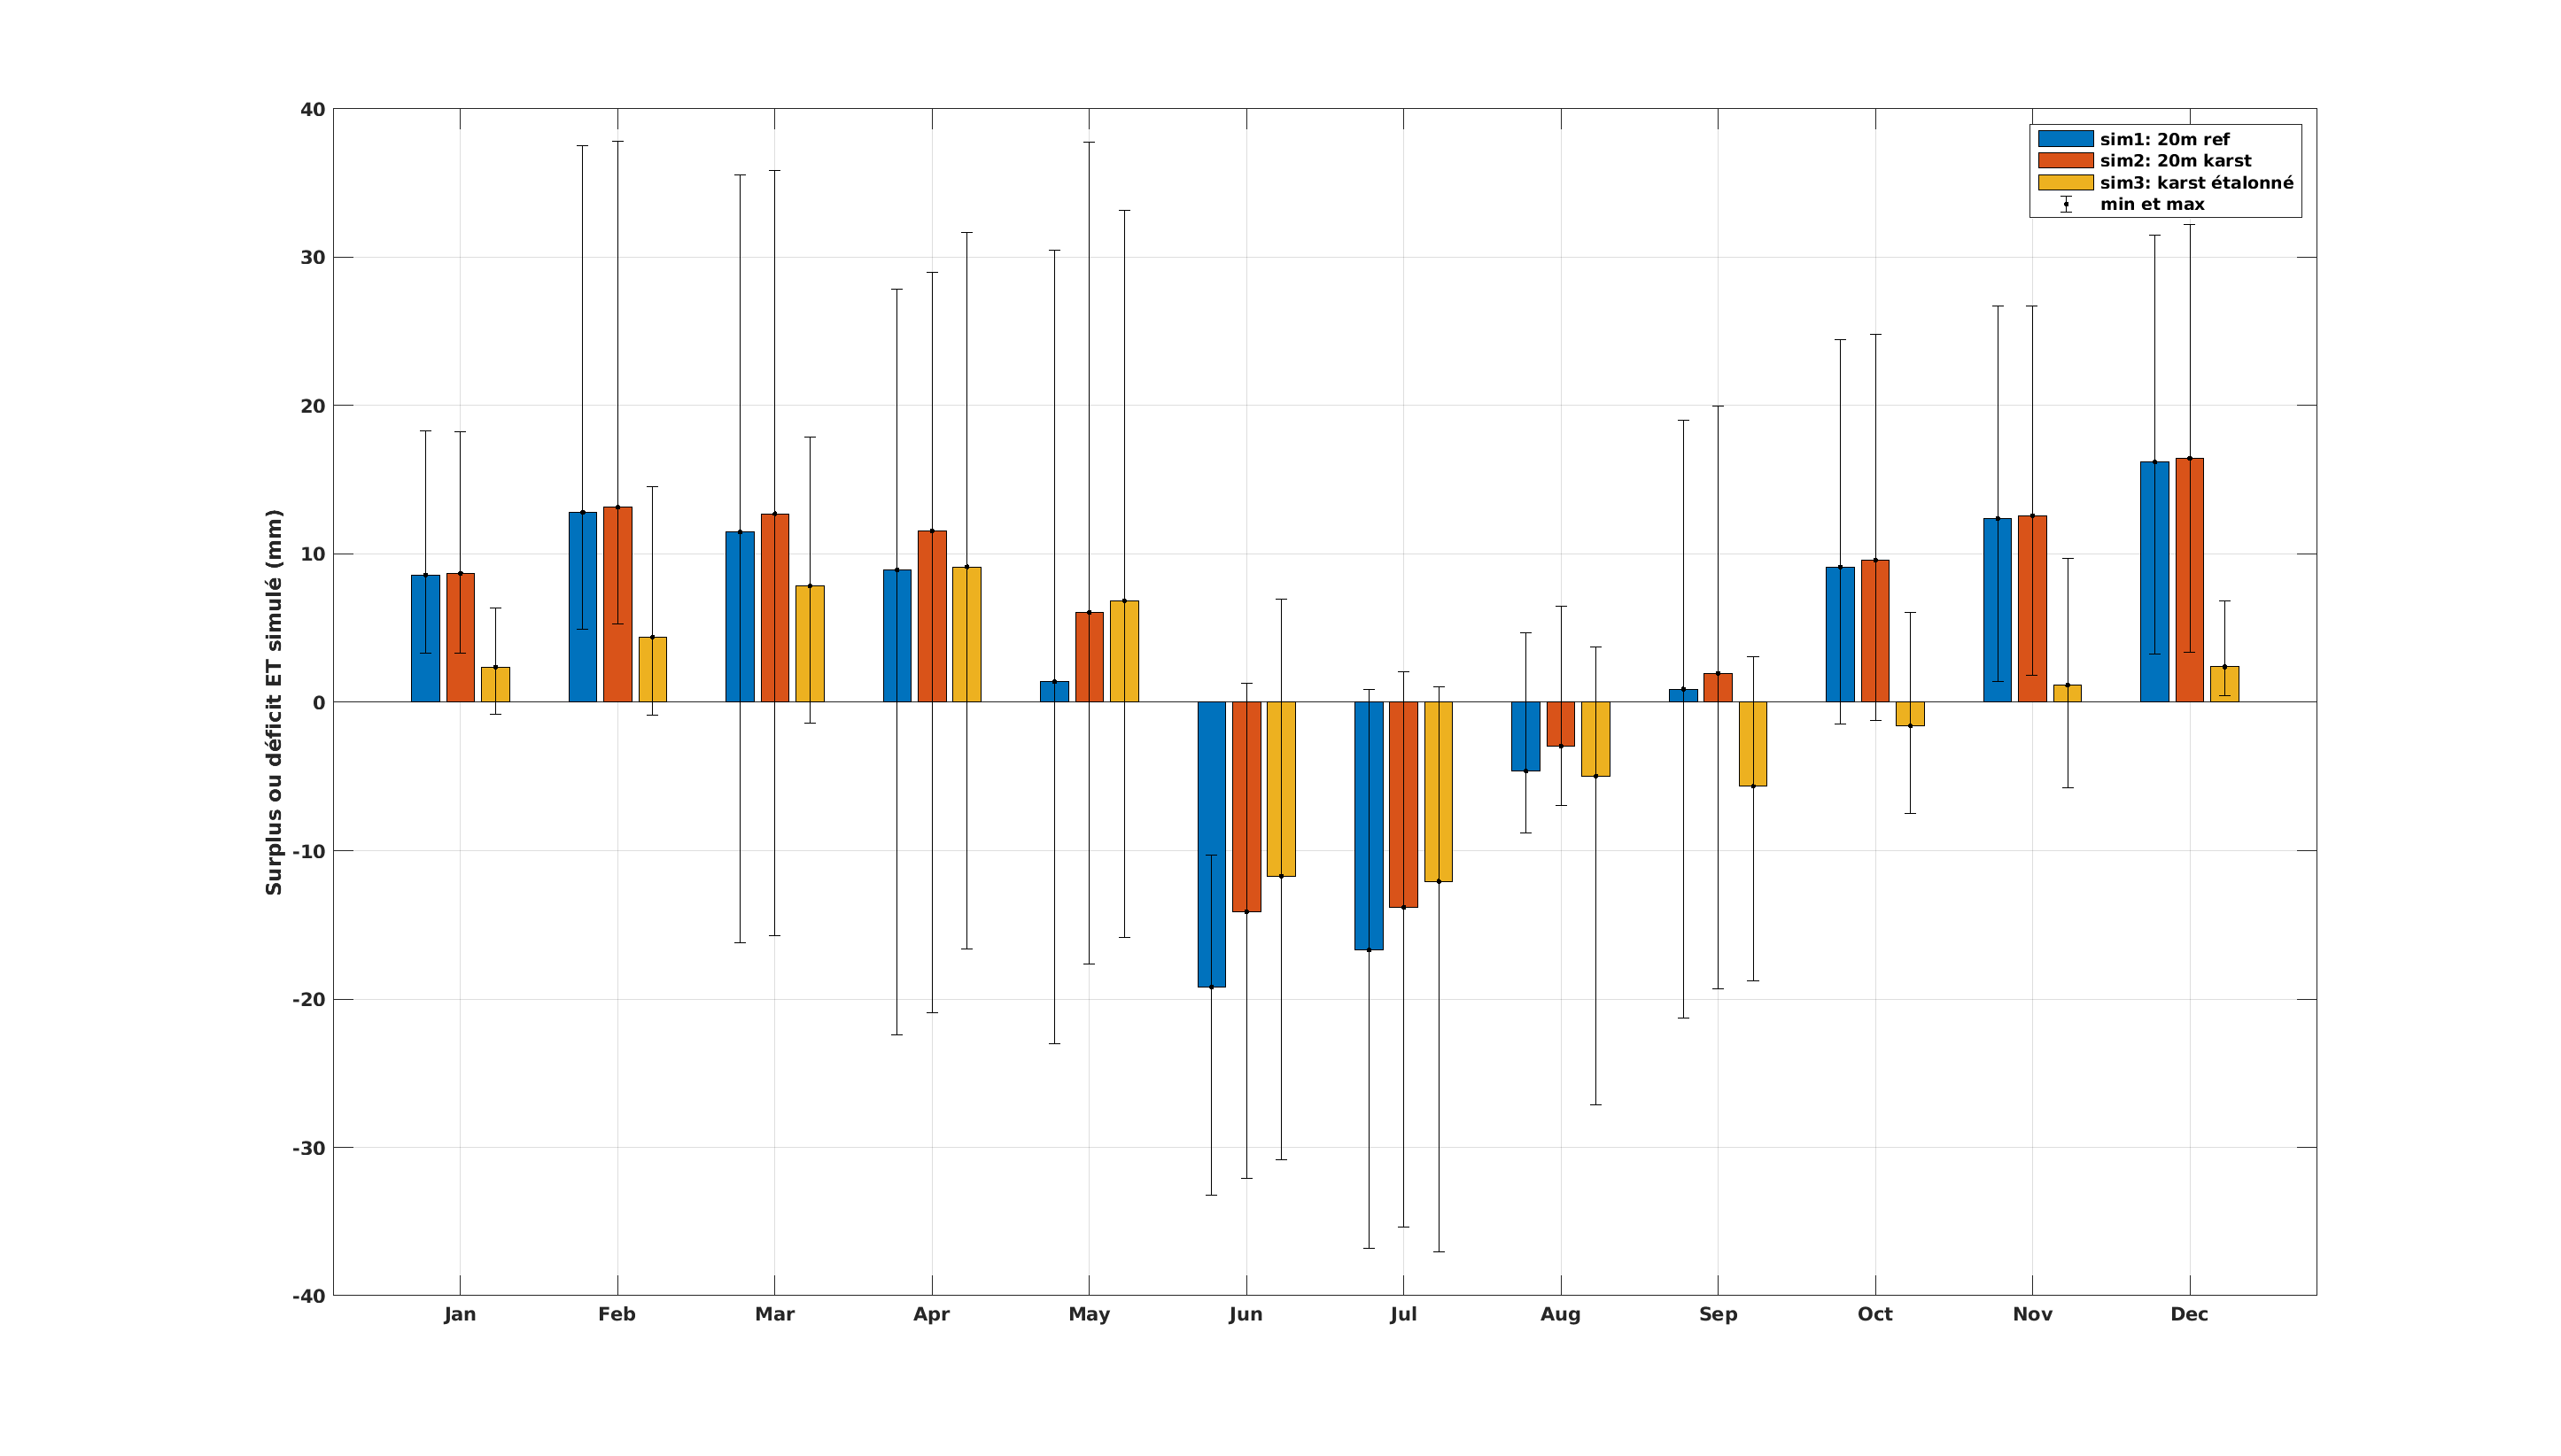 Surplus ou déficit ET simulé (mm)
40
30
20
10
0
-10
-20
-30
-40
sim1: 20m ref
sim2: 20m karst
sim3: karst étalonné
min et max
Jan Feb Mar Apr May Jun Jul Aug Sep Oct Nov Dec